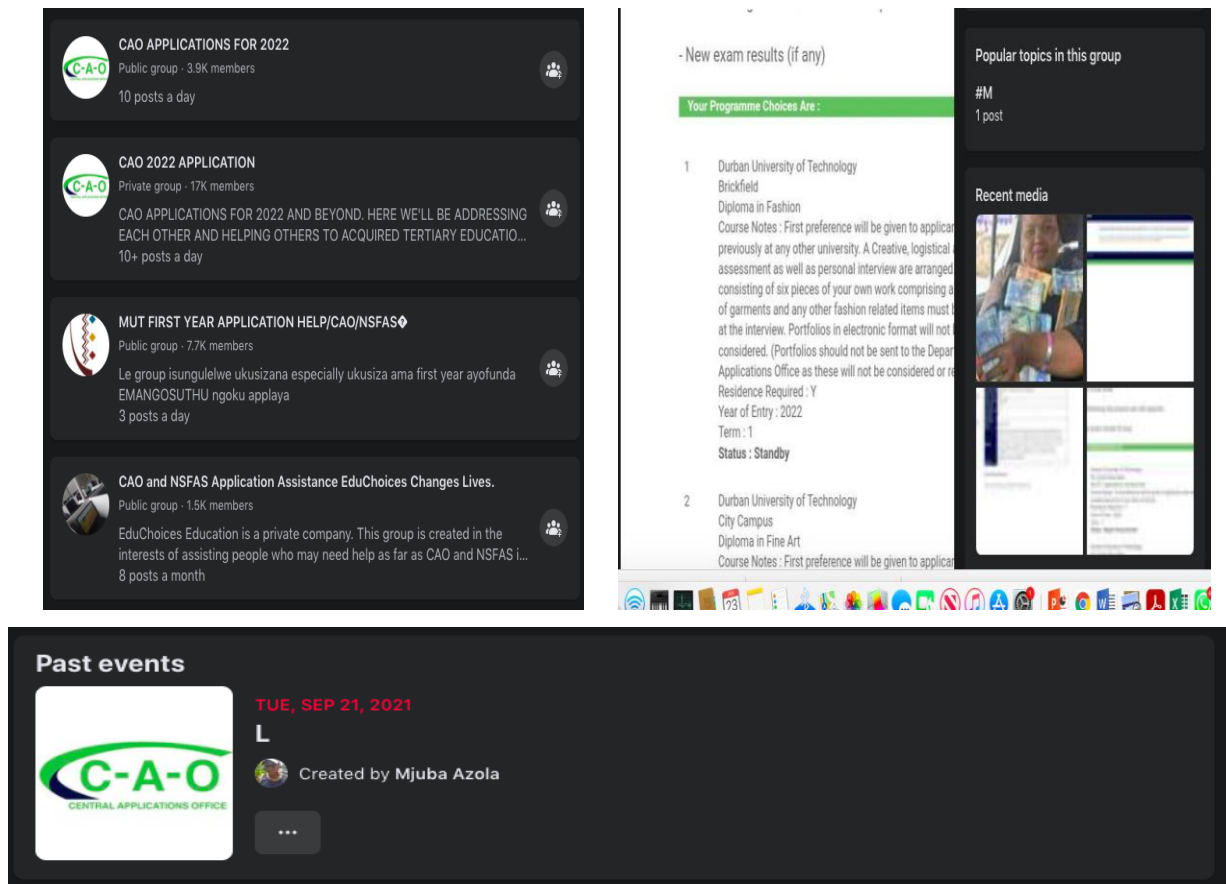 CAO APPLICATIONS FOR 2022
Public group · 3.9K members
10 posts a day
CAO 2022 APPLICATION
Private group · 17K members
CAO APPLICATIONS FOR 2022 AND BEYOND. HERE WE'LL BE ADDRESSING
EACH OTHER AND HELPING OTHERS TO ACQUIRED TERTIARY EDUCATIO...
10+ posts a day
MUT FIRST YEAR APPLICATION HELP/CAO/NSFAS�
Public group · 7.7K members
Le group isungulelwe ukusizana especially ukusiza ama first year ayofunda
EMANGOSUTHU ngoku applaya
3 posts a day
CAO and NSFAS Application Assistance EduChoices Changes Lives.
Public group · 1.5K members
EduChoices Education is a private company. This group is created in the
interests of assisting people who may need help as far as CAO and NSFAS i...
8 posts a month
C-A-O
C-A-O
- New exam results (if any)
Your Programme Choices Are :
1 Durban University of Technology
Brickfield
Diploma in Fashion
Course Notes : First preference will be given to applican
previously at any other university. A Creative, logistical
assessment as well as personal interview are arranged
consisting of six pieces of your own work comprising a
of garments and any other fashion related items must
at the interview. Portfolios in electronic format will not
considered. (Portfolios should not be sent to the Depar
Applications Office as these will not be considered or re
Residence Required : Y
Year of Entry : 2022
Term : 1
Status : Standby
2 Durban University of Technology
City Campus
Diploma in Fine Art
Course Notes : First preference will be given to applican
Popular topics in this group
#M
1 post
Recent media
23
Past events
C-A-O
CENTRAL APPLICATIONS OFFICE
TUE, SEP 21, 2021
L
Created by Mjuba Azola
...